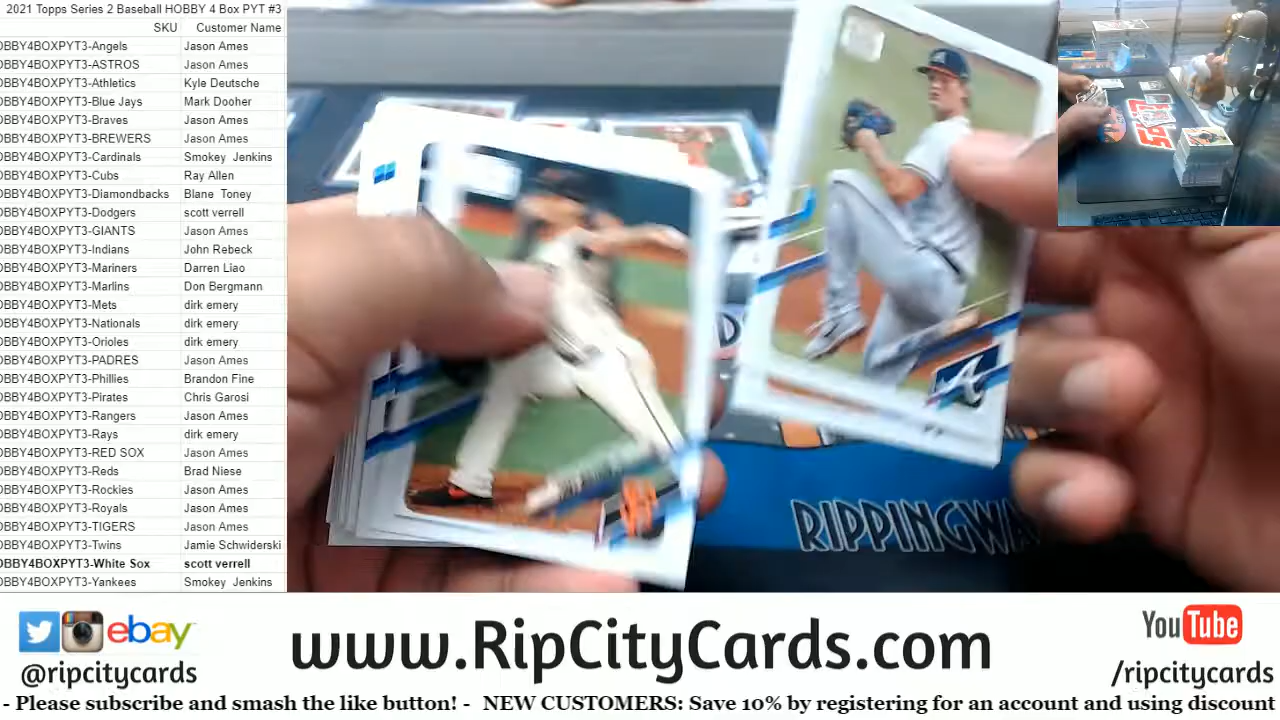 2021 Topps Series 2 Baseball HOBBY 4 Box PYT #3
SKU Customer Name
OBBY4BOXPYT3-Angels Jason Ames
OBBY4BOXPYT3-ASTROS Jason Ames
OBBY4BOXPYT3-Athletics Kyle Deutsche
OBBY4BOXPYT3-Blue Jays Mark Dooher
OBBY4BOXPYT3-Braves Jason Ames
OBBY4BOXPYT3-BREWERS Jason Ames
OBBY4BOXPYT3-Cardinals Smokey Jenkins
OBBY4BOXPYT3-Cubs Ray Allen
OBBY4BOXPYT3-Diamondbacks Blane Toney
OBBY4BOXPYT3-Dodgers scott verrell
OBBY4BOXPYT3-GIANTS Jason Ames
OBBY4BOXPYT3-Indians John Rebeck
OBBY4BOXPYT3-Mariners Darren Liao
OBBY4BOXPYT3-Marlins Don Bergmann
OBBY4BOXPYT3-Mets dirk emery
OBBY4BOXPYT3-Nationals dirk emery
OBBY4BOXPYT3-Orioles dirk emery
OBBY4BOXPYT3-PADRES Jason Ames
OBBY4BOXPYT3-Phillies Brandon Fine
OBBY4BOXPYT3-Pirates Chris Garosi
OBBY4BOXPYT3-Rangers Jason Ames
OBBY4BOXPYT3-Rays dirk emery
OBBY4BOXPYT3-RED SOX Jason Ames
OBBY4BOXPYT3-Reds Brad Niese
OBBY4BOXPYT3-Rockies Jason Ames
OBBY4BOXPYT3-Royals Jason Ames
OBBY4BOXPYT3-TIGERS Jason Ames
OBBY4BOXPYT3-Twins Jamie Schwiderski
OBBY4BOXPYT3-White Sox scott verrell
OBBY4BOXPYT3-Yankees Smokey Jenkins
RIPPINGWA
ebay
@ripcitycards
www.RipCityCards.com
YouTube
/ripcitycards
- Please subscribe and smash the like button! - NEW CUSTOMERS: Save 10% by registering for an account and using discount